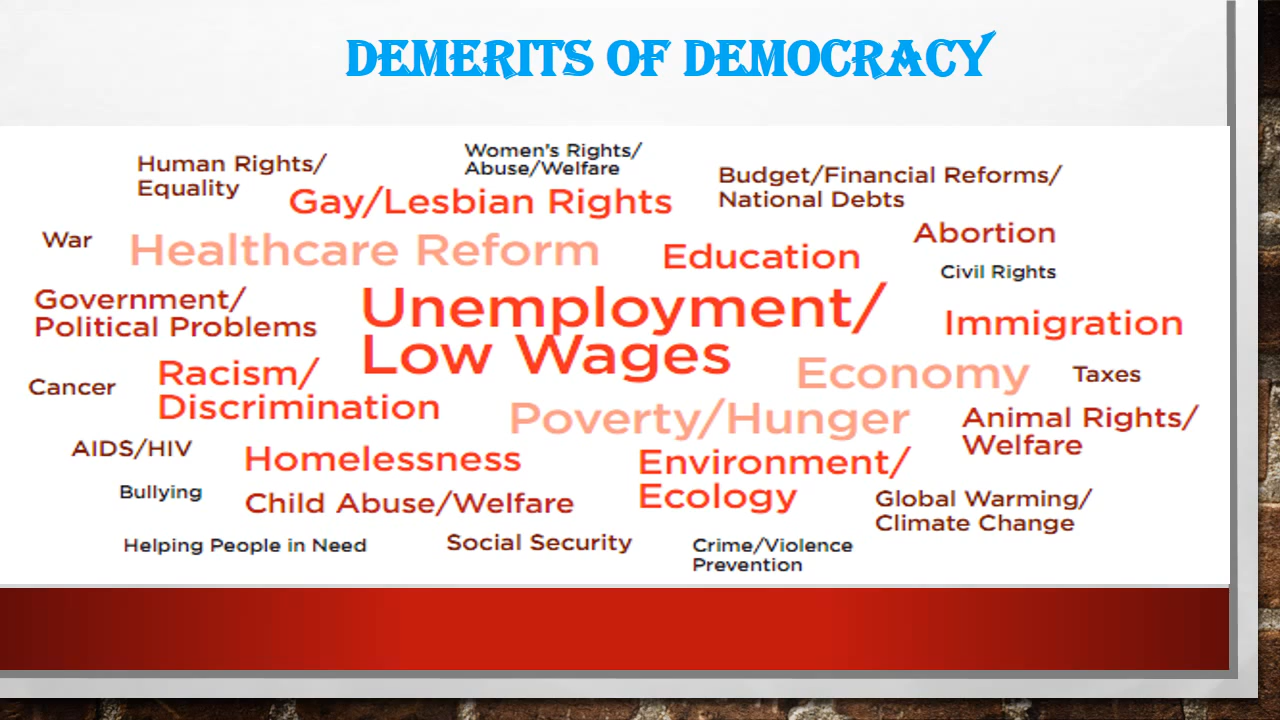 DEMERITS OF DEMOCRACY
Women's Rights/
Abuse/Welfare
Human Rights/
Equality
Budget/Financial Reforms/
National Debts
Gay/Lesbian Rights
War
Healthcare Reform
Education
Abortion
Civil Rights
Government/
Political Problems
Unemployment/
Low Wages
Immigration
Cancer
Racism/
Discrimination
Economy
Taxes
Poverty/Hunger
Animal Rights/
Welfare
AIDS/HIV
Homelessness
Environment/
Ecology
Bullying
Child Abuse/Welfare
Global Warming/
Climate Change
Helping People in Need
Social Security
Crime/Violence
Prevention